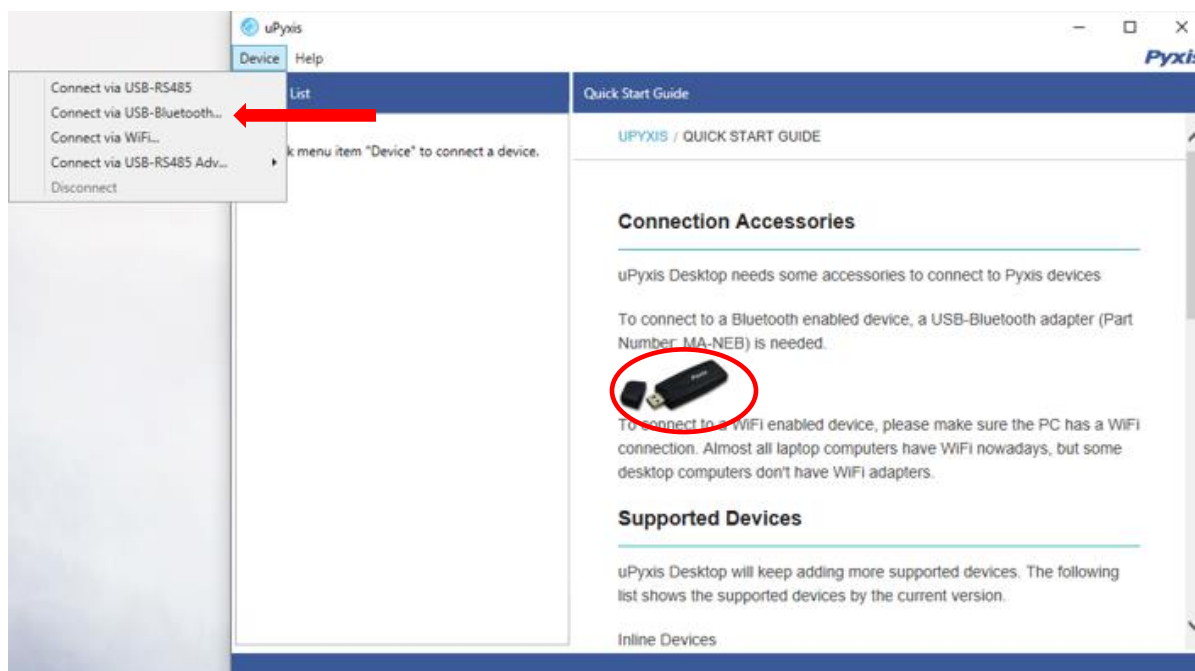 uPyxis
Device Help
Pyxis
Connect via USB-RS485
Connect via USB-Bluetooth...
Connect via WiFi...
Connect via USB-RS485 Adv...
Disconnect
List
k menu item "Device" to connect a device.
Quick Start Guide
UPYXIS / QUICK START GUIDE
Connection Accessories
uPyxis Desktop needs some accessories to connect to Pyxis devices
To connect to a Bluetooth enabled device, a USB-Bluetooth adapter (Part
Number: MA-NEB) is needed.
To connect to a WiFi enabled device, please make sure the PC has a WiFi
connection. Almost all laptop computers have WiFi nowadays, but some
desktop computers don't have WiFi adapters.
Supported Devices
uPyxis Desktop will keep adding more supported devices. The following
list shows the supported devices by the current version.
Inline Devices